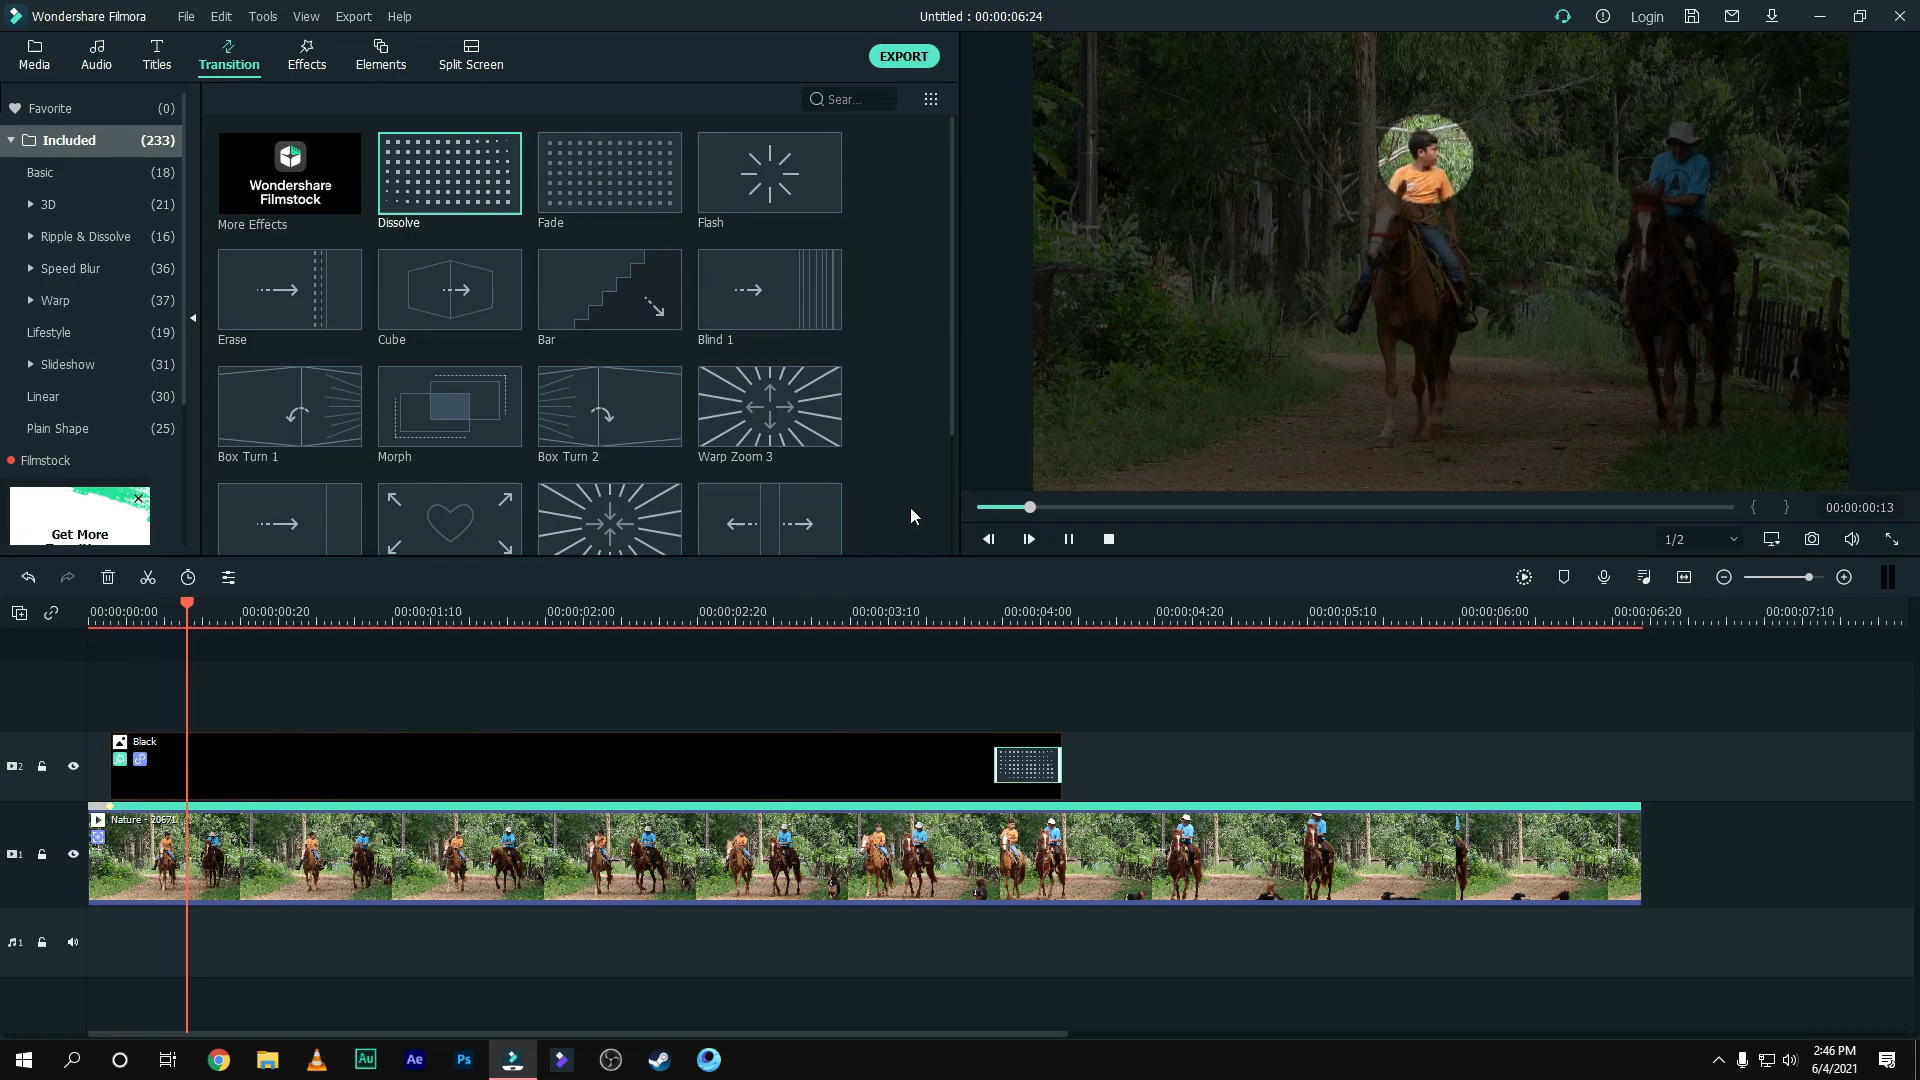 Wondershare Filmora
File
Edit
Tools
View
Export
Help
Untitled : 00:00:06:24
Login
Media
Audio
Titles
Transition
Effects
Elements
Split Screen
EXPORT
Favorite (0)
Sear...
Included (233)
Basic (18)
3D (21)
Ripple & Dissolve (16)
Speed Blur (36)
Warp (37)
Lifestyle (19)
Slideshow (31)
Linear (30)
Plain Shape (25)
Filmstock
Get More
Wondershare
Filmstock
More Effects
Dissolve
Fade
Flash
Erase
Cube
Bar
Blind 1
Box Turn 1
Morph
Box Turn 2
Warp Zoom 3
{ }
00:00:00:13
1/2
00:00:00:00
00:00:00:20
00:00:01:10
00:00:02:00
00:00:02:20
00:00:03:10
00:00:04:00
00:00:04:20
00:00:05:10
00:00:06:00
00:00:06:20
00:00:07:10
Black
2
Nature - 20671
1
1
Au
Ae
Ps
2:46 PM
6/4/2021